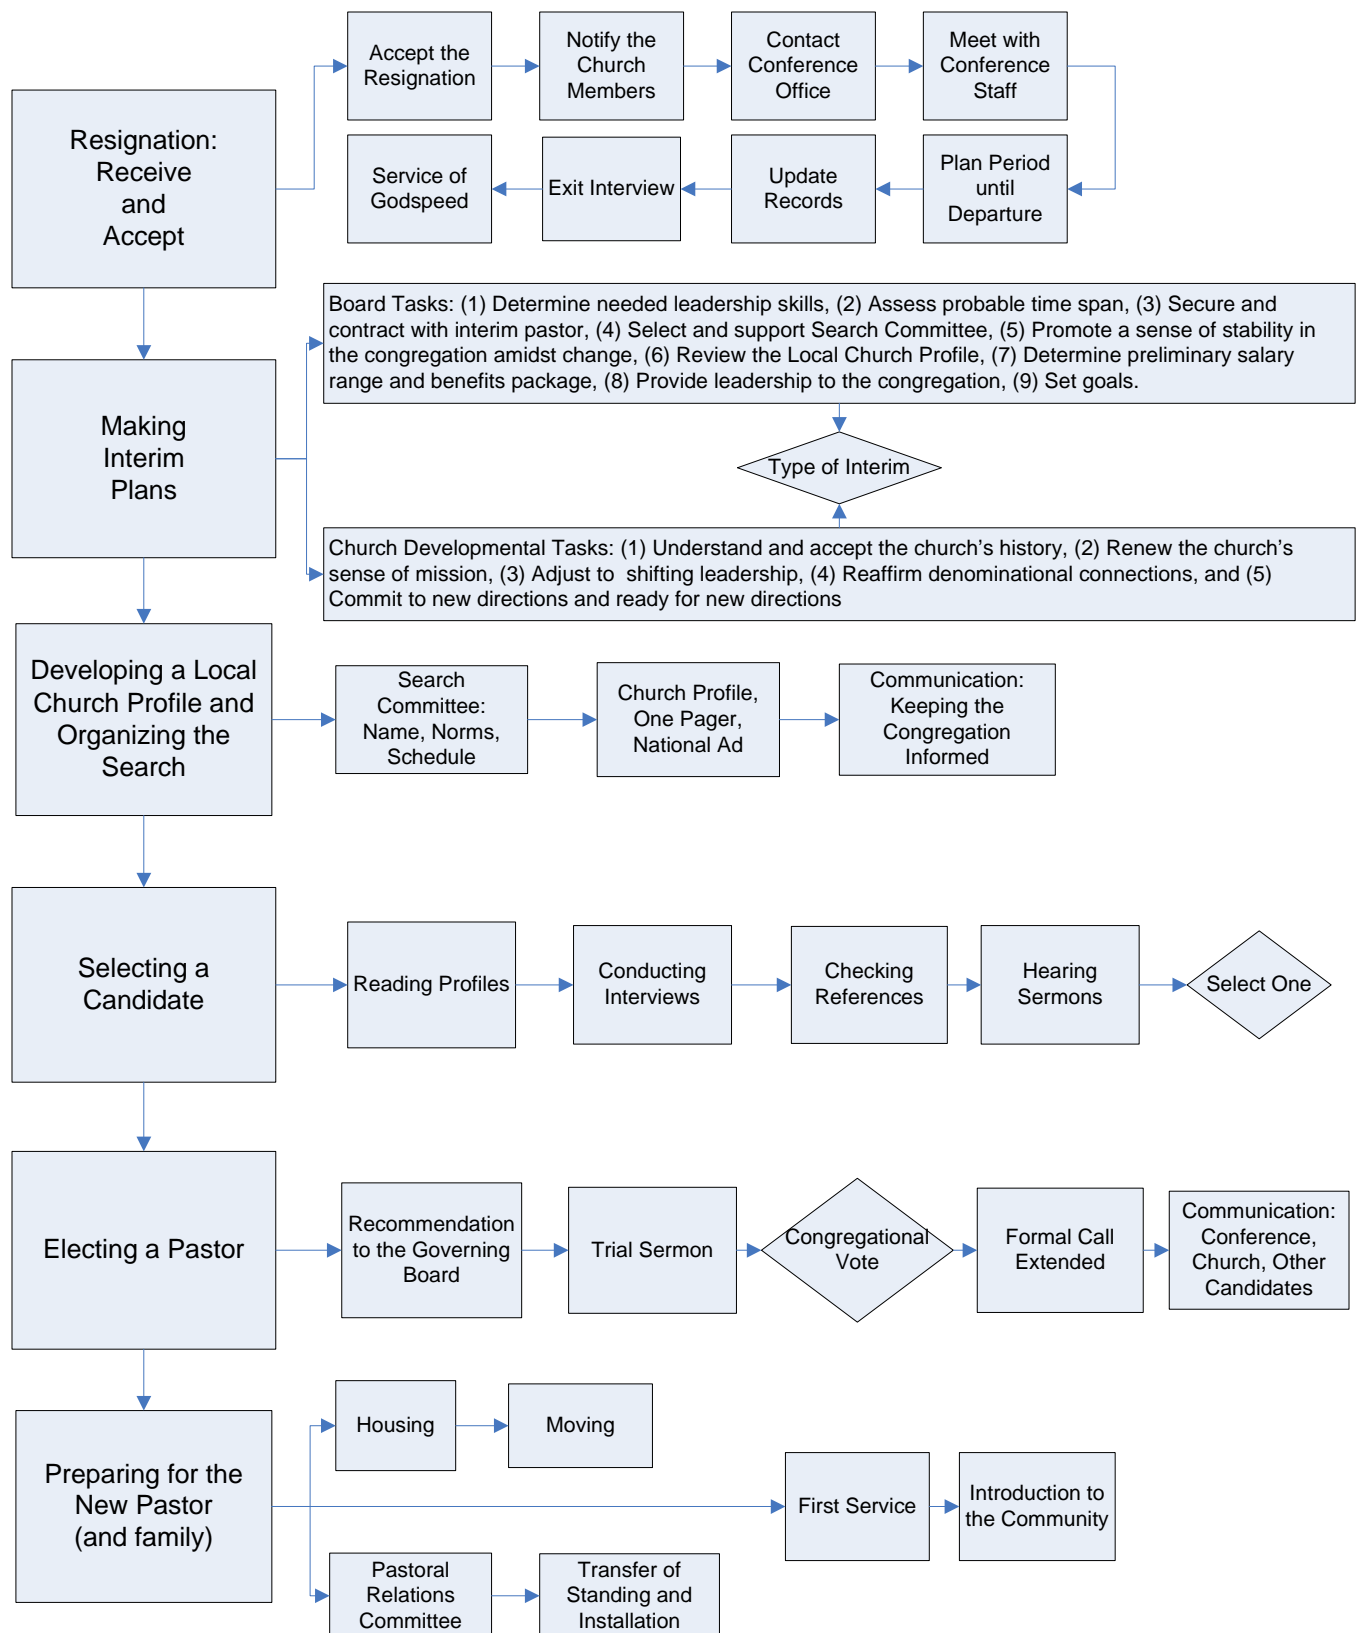 Resignation:
Receive
and
Accept
Accept the
Resignation
Notify the
Church
Members
Contact
Conference
Office
Meet with
Conference
Staff
Plan Period
until
Departure
Update
Records
Exit Interview
Service of
Godspeed
Making
Interim
Plans
Board Tasks: (1) Determine needed leadership skills, (2) Assess probable time span, (3) Secure and
contract with interim pastor, (4) Select and support Search Committee, (5) Promote a sense of stability in
the congregation amidst change, (6) Review the Local Church Profile, (7) Determine preliminary salary
range and benefits package, (8) Provide leadership to the congregation, (9) Set goals.
Type of Interim
Church Developmental Tasks: (1) Understand and accept the church’s history, (2) Renew the church’s
sense of mission, (3) Adjust to  shifting leadership, (4) Reaffirm denominational connections, and (5)
Commit to new directions and ready for new directions
Developing a Local
Church Profile and
Organizing the
Search
Search
Committee:
Name, Norms,
Schedule
Church Profile,
One Pager,
National Ad
Communication:
Keeping the
Congregation
Informed
Selecting a
Candidate
Reading Profiles
Conducting
Interviews
Checking
References
Hearing
Sermons
Select One
Electing a Pastor
Recommendation
to the Governing
Board
Trial Sermon
Congregational
Vote
Formal Call
Extended
Communication:
Conference,
Church, Other
Candidates
Preparing for the
New Pastor
(and family)
Housing
Moving
First Service
Introduction to
the Community
Pastoral
Relations
Committee
Transfer of
Standing and
Installation